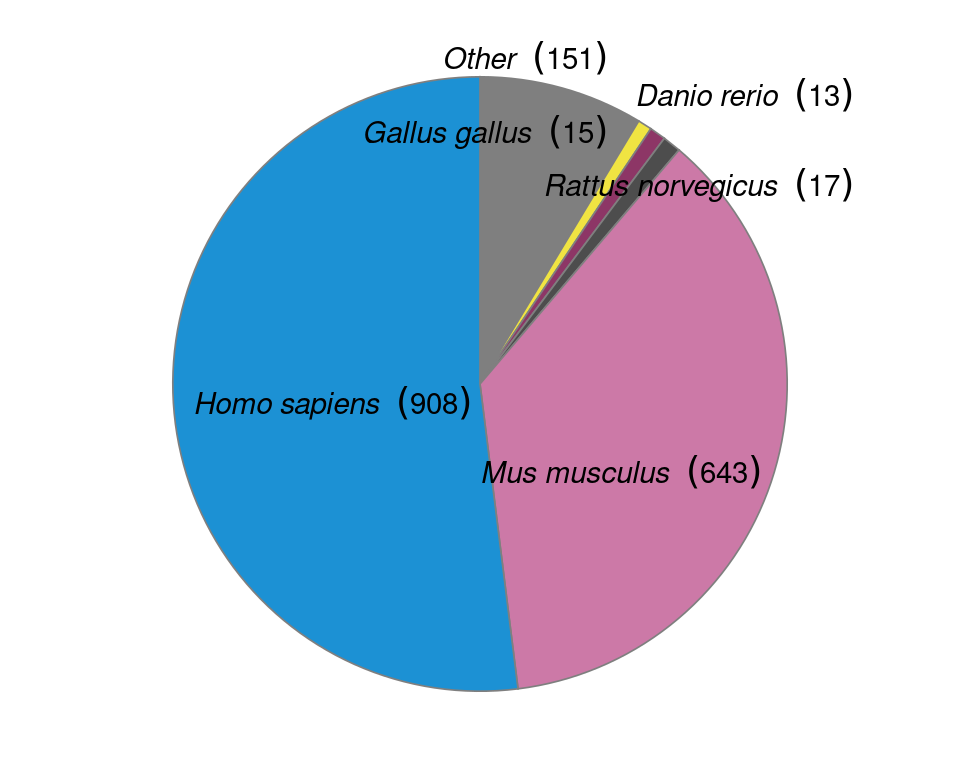 Other (151)
Danio rerio (13)
Gallus gallus (15)
Rattus norvegicus (17)
Homo sapiens (908)
Mus musculus (643)